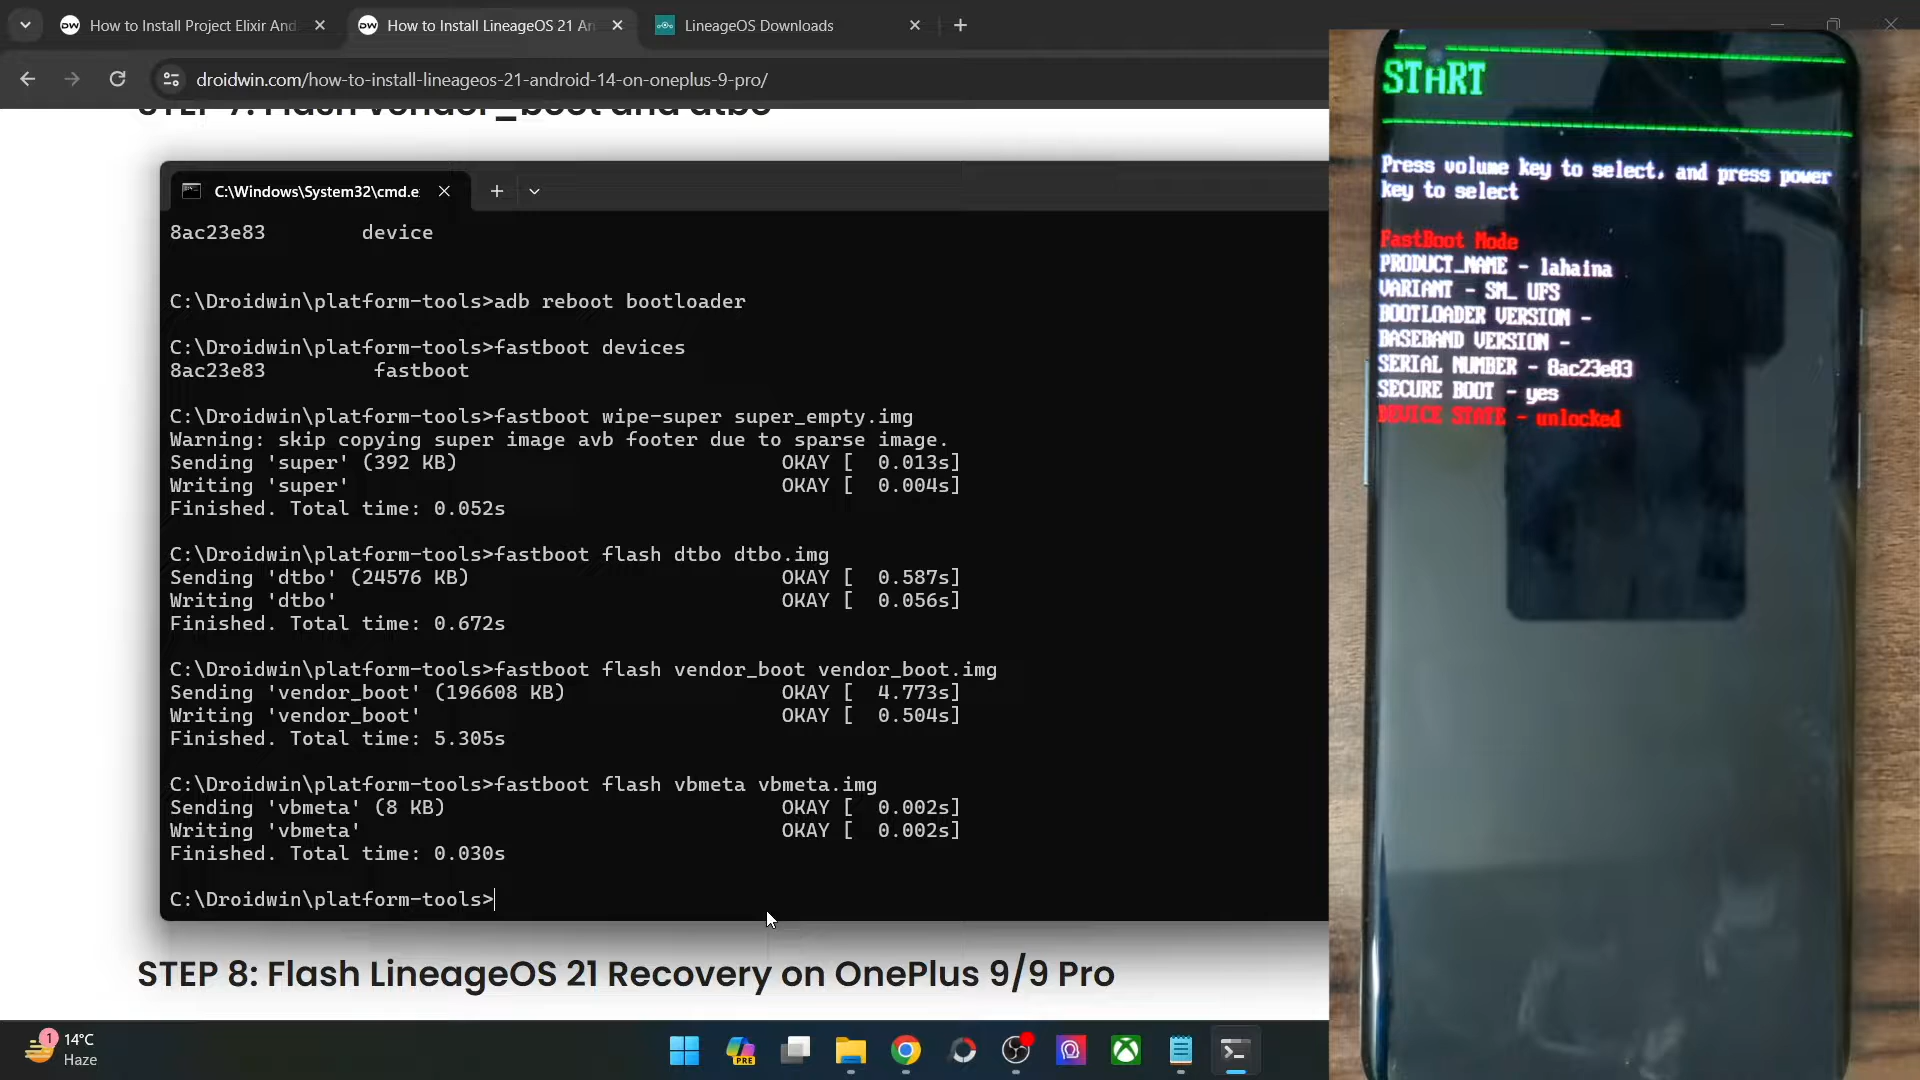 How to Install Project Elixir And
How to Install LineageOS 21 An
LineageOS Downloads
droidwin.com/how-to-install-lineageos-21-android-14-on-oneplus-9-pro/
STEP 7: Flash vendor_boot and dtbo
C:\Windows\System32\cmd.e
8ac23e83 device
C:\Droidwin\platform-tools>adb reboot bootloader
C:\Droidwin\platform-tools>fastboot devices
8ac23e83 fastboot
C:\Droidwin\platform-tools>fastboot wipe-super super_empty.img
Warning: skip copying super image avb footer due to sparse image.
Sending 'super' (392 KB) OKAY [ 0.013s]
Writing 'super' OKAY [ 0.004s]
Finished. Total time: 0.052s
C:\Droidwin\platform-tools>fastboot flash dtbo dtbo.img
Sending 'dtbo' (24576 KB) OKAY [ 0.587s]
Writing 'dtbo' OKAY [ 0.056s]
Finished. Total time: 0.672s
C:\Droidwin\platform-tools>fastboot flash vendor_boot vendor_boot.img
Sending 'vendor_boot' (196608 KB) OKAY [ 4.773s]
Writing 'vendor_boot' OKAY [ 0.504s]
Finished. Total time: 5.305s
C:\Droidwin\platform-tools>fastboot flash vbmeta vbmeta.img
Sending 'vbmeta' (8 KB) OKAY [ 0.002s]
Writing 'vbmeta' OKAY [ 0.002s]
Finished. Total time: 0.030s
C:\Droidwin\platform-tools>
STEP 8: Flash LineageOS 21 Recovery on OnePlus 9/9 Pro
START
Press volume key to select, and press power
key to select
FastBoot Mode
PRODUCT_NAME - lahaina
VARIANT - SM_ UFS
BOOTLOADER VERSION -
BASEBAND VERSION -
SERIAL NUMBER - 8ac23e83
SECURE BOOT - yes
DEVICE STATE - unlocked
1
14°C
Haze
PRE